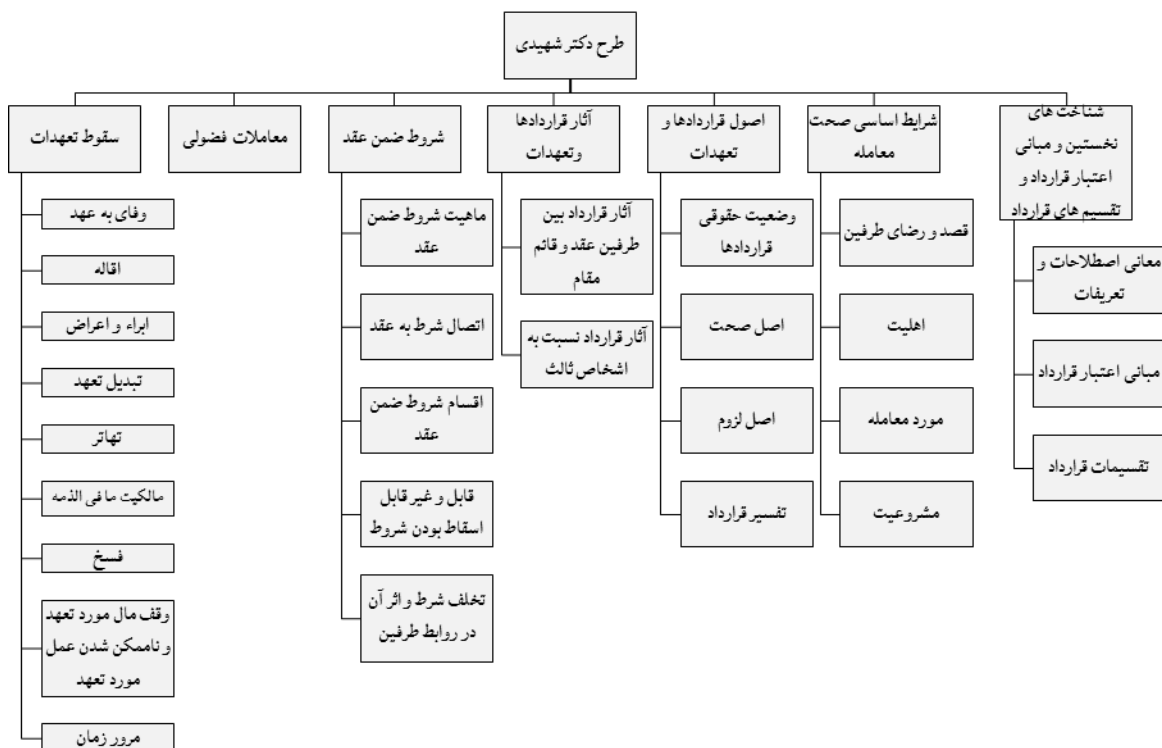 طرح دکتر شهیدی
شناخت های
نخستین و مبانی
اعتبار قرارداد و
تقسیم های قرارداد
معانی اصطلاحات و
تعریفات
مبانی اعتبار قرارداد
تقسیمات قرارداد
شرایط اساسی صحت
معامله
قصد و رضای طرفین
اهلیت
مورد معامله
مشروعیت
اصول قراردادها و
تعهدات
وضعیت حقوقی
قراردادها
اصل صحت
اصل لزوم
تفسیر قرارداد
آثار قراردادها
وتعهدات
آثار قرارداد بین
طرفین عقد و قائم
مقام
آثار قرارداد نسبت به
اشخاص ثالث
شروط ضمن عقد
ماهیت شروط ضمن
عقد
اتصال شرط به عقد
اقسام شروط ضمن
عقد
قابل و غیر قابل
اسقاط بودن شروط
تخلف شرط و اثر آن
در روابط طرفین
معاملات فضولی
سقوط تعهدات
وفای به عهد
اقاله
ابراء و اعراض
تبدیل تعهد
تهاتر
مالکیت ما فی الذمه
فسخ
وقف مال مورد تعهد
و ناممکن شدن عمل
مورد تعهد
مرور زمان